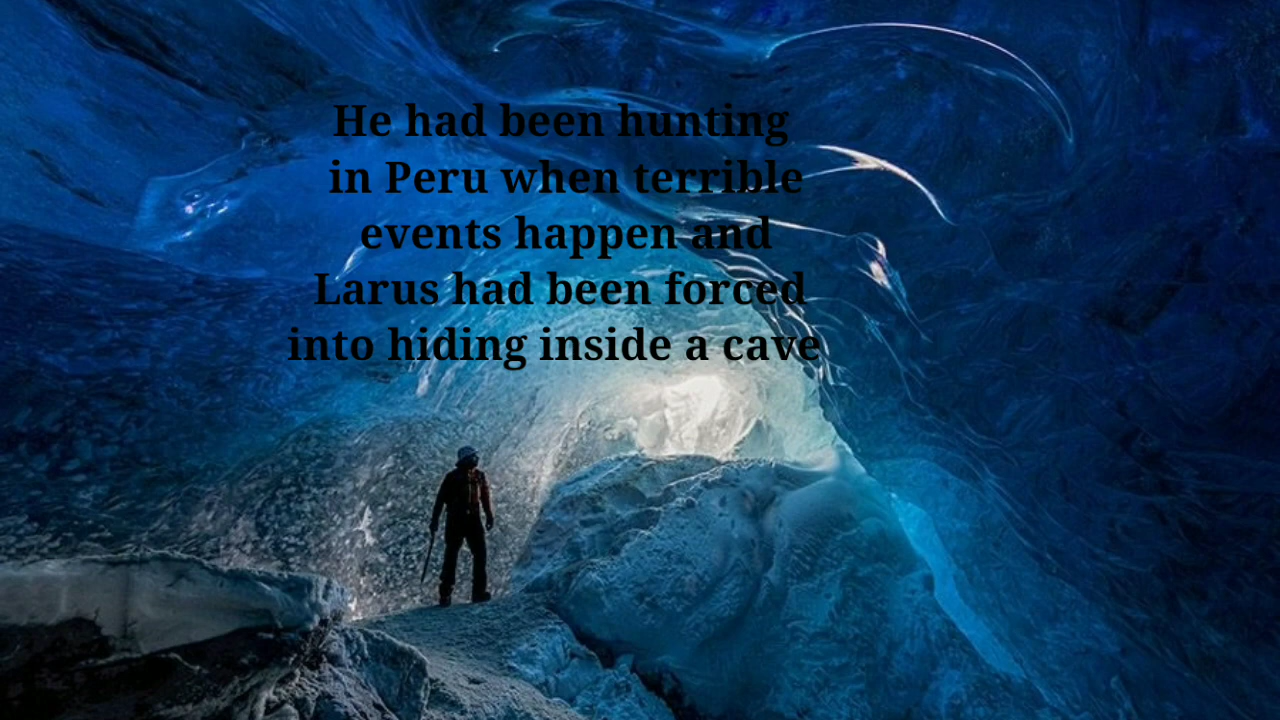 He had been hunting
in Peru when terrible
events happen and
Larus had been forced
into hiding inside a cave